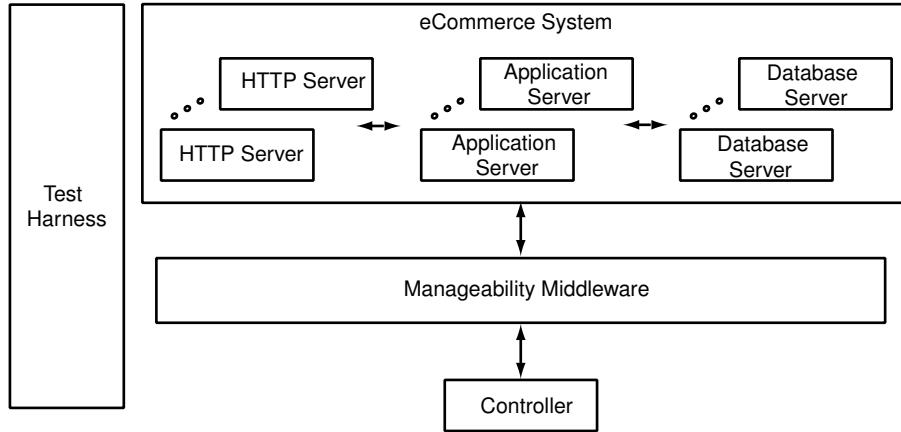 eCommerce System
HTTP Server
Application
Server
Database
Server
HTTP Server
Application
Server
Database
Server
Test
Harness
Manageability Middleware
Controller